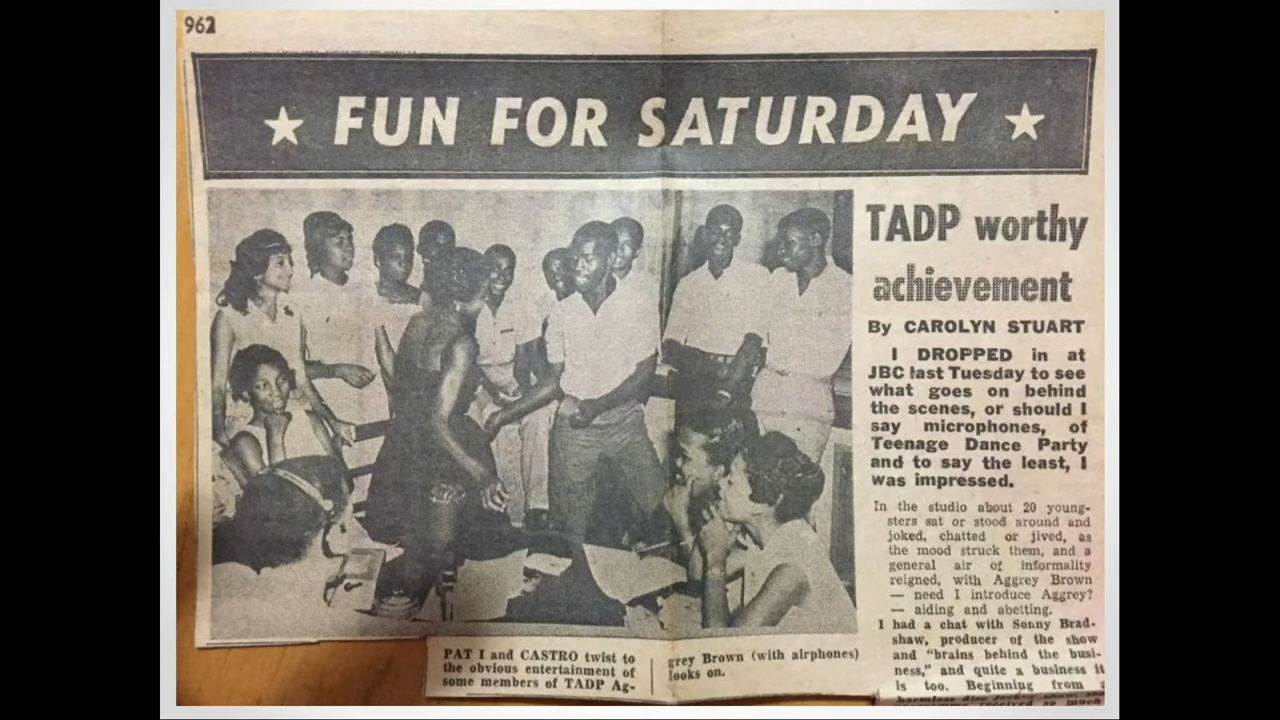 962
★ FUN FOR SATURDAY ★
TADP worthy
achievement
By CAROLYN STUART
I DROPPED in at
JBC last Tuesday to see
what goes on behind
the scenes, or should I
say microphones, of
Teenage Dance Party
and to say the least, I
was impressed.
In the studio about 20 young-
sters sat or stood around and
joked, chatted or jived, as
the mood struck them, and a
general air of informality
reigned, with Aggrey Brown
— need I introduce Aggrey?
— aiding and abetting.
I had a chat with Sonny Brad-
shaw, producer of the show
and "brains behind the busi-
ness," and quite a business it
is too. Beginning from a
PAT I and CASTRO twist to
the obvious entertainment of
some members of TADP Ag-
grey Brown (with airphones)
looks on.